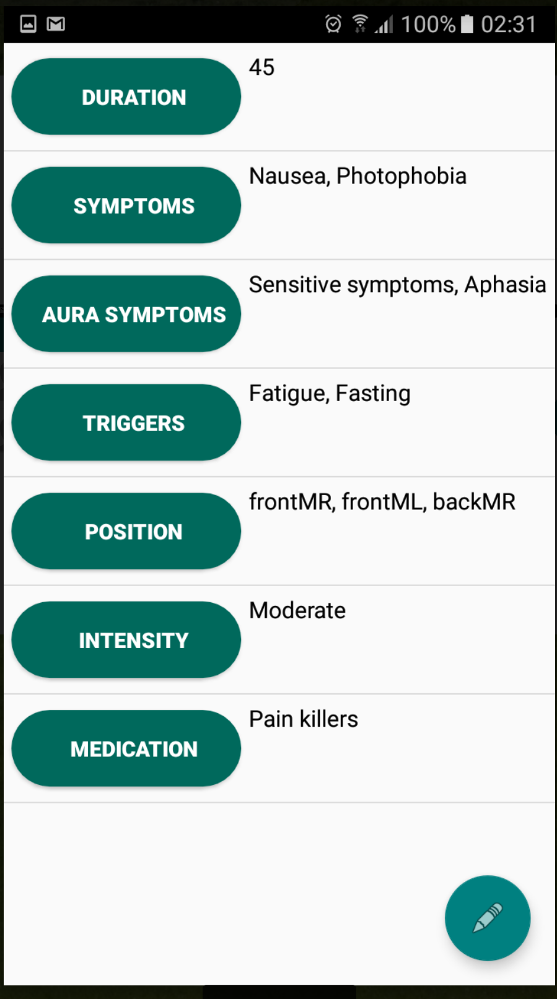 100% 02:31
DURATION 45
SYMPTOMS Nausea, Photophobia
AURA SYMPTOMS Sensitive symptoms, Aphasia
TRIGGERS Fatigue, Fasting
POSITION frontMR, frontML, backMR
INTENSITY Moderate
MEDICATION Pain killers